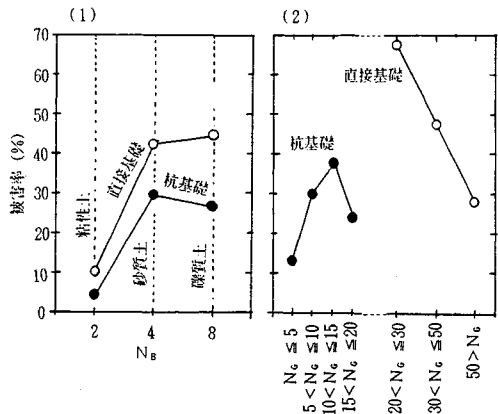 (1)
(2)
70
60
50
40
30
20
10
0
被害率 (%)
粘性土
砂質土
礫質土
直接基礎
杭基礎
2
4
8
N_B
直接基礎
杭基礎
N_G ≦ 5
5 < N_G ≦ 10
10 < N_G ≦ 15
15 < N_G ≦ 20
20 < N_G ≦ 30
30 < N_G ≦ 50
50 > N_G